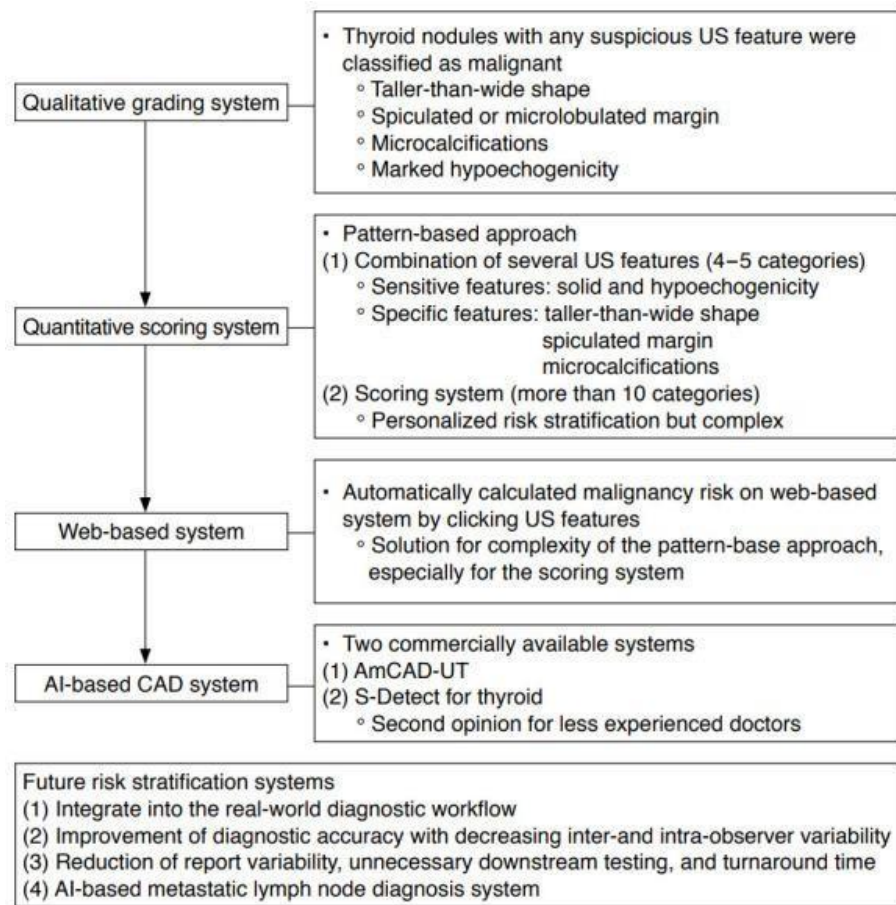 Qualitative grading system
• Thyroid nodules with any suspicious US feature were
classified as malignant
◦ Taller-than-wide shape
◦ Spiculated or microlobulated margin
◦ Microcalcifications
◦ Marked hypoechogenicity
Quantitative scoring system
• Pattern-based approach
(1) Combination of several US features (4–5 categories)
◦ Sensitive features: solid and hypoechogenicity
◦ Specific features: taller-than-wide shape
spiculated margin
microcalcifications
(2) Scoring system (more than 10 categories)
◦ Personalized risk stratification but complex
Web-based system
• Automatically calculated malignancy risk on web-based
system by clicking US features
◦ Solution for complexity of the pattern-base approach,
especially for the scoring system
AI-based CAD system
• Two commercially available systems
(1) AmCAD-UT
(2) S-Detect for thyroid
◦ Second opinion for less experienced doctors
Future risk stratification systems
(1) Integrate into the real-world diagnostic workflow
(2) Improvement of diagnostic accuracy with decreasing inter-and intra-observer variability
(3) Reduction of report variability, unnecessary downstream testing, and turnaround time
(4) AI-based metastatic lymph node diagnosis system